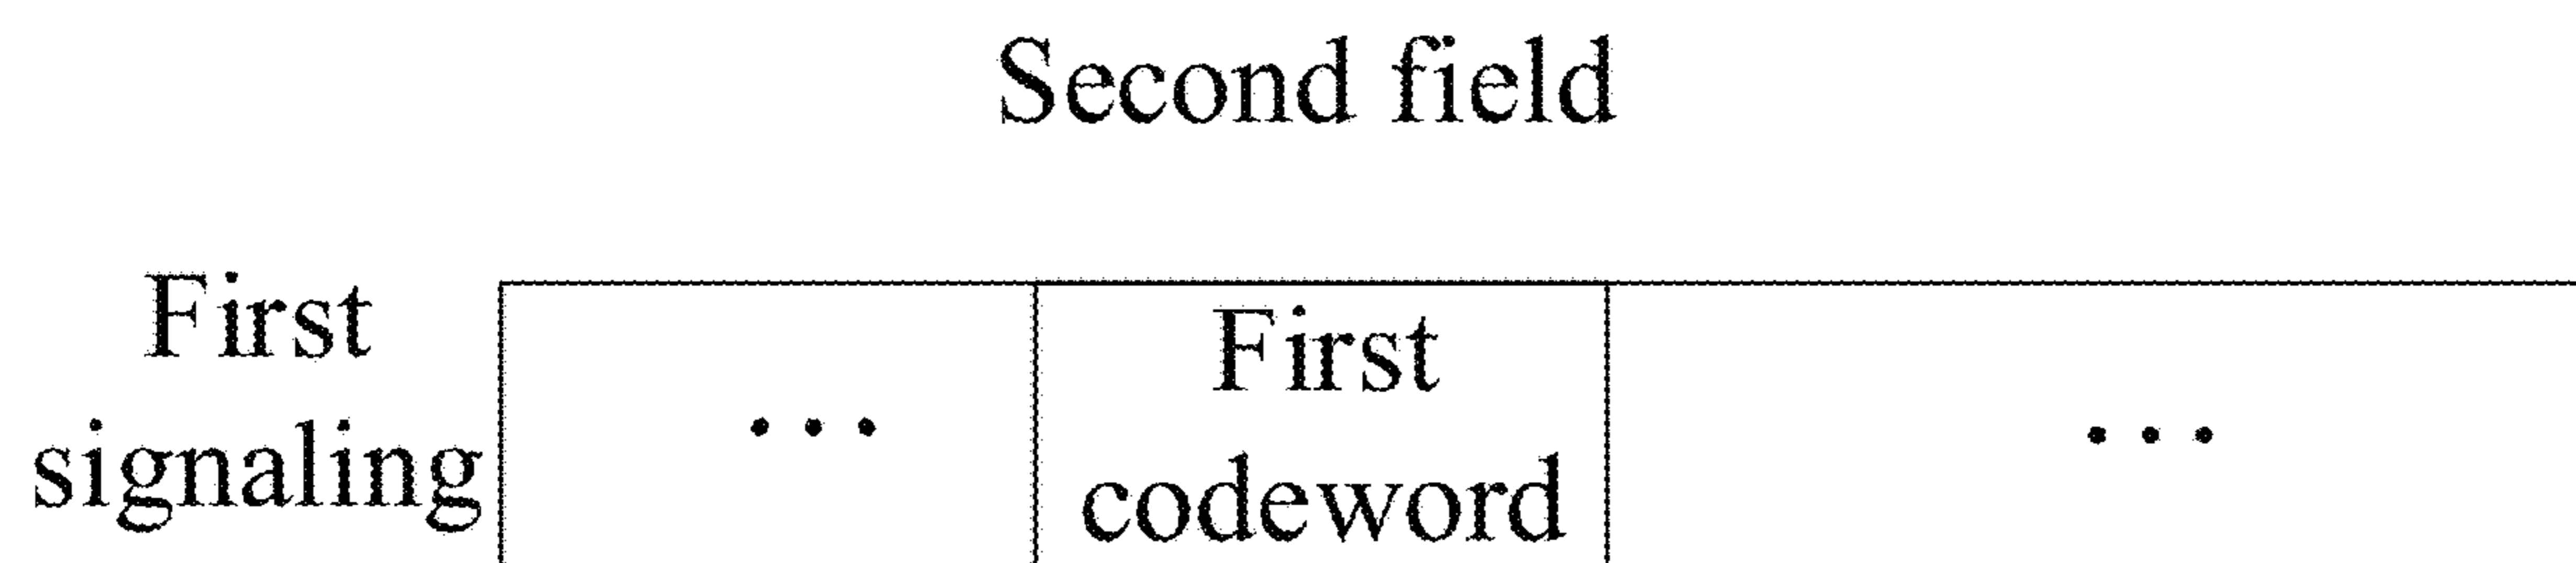 Second field
First
signaling
...
First
codeword
...